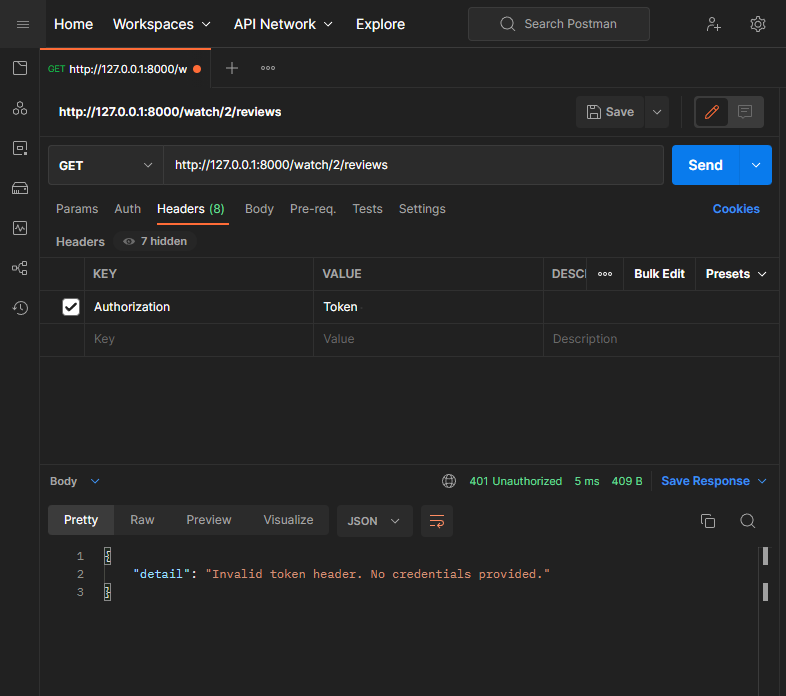 Home Workspaces API Network Explore Search Postman
GET http://127.0.0.1:8000/w
http://127.0.0.1:8000/watch/2/reviews Save
GET http://127.0.0.1:8000/watch/2/reviews Send
Params Auth Headers (8) Body Pre-req. Tests Settings Cookies
Headers 7 hidden
KEY VALUE DESCI Bulk Edit Presets
Authorization Token
Key Value Description
Body 401 Unauthorized 5 ms 409 B Save Response
Pretty Raw Preview Visualize JSON
1 {
2 "detail": "Invalid token header. No credentials provided."
3 }